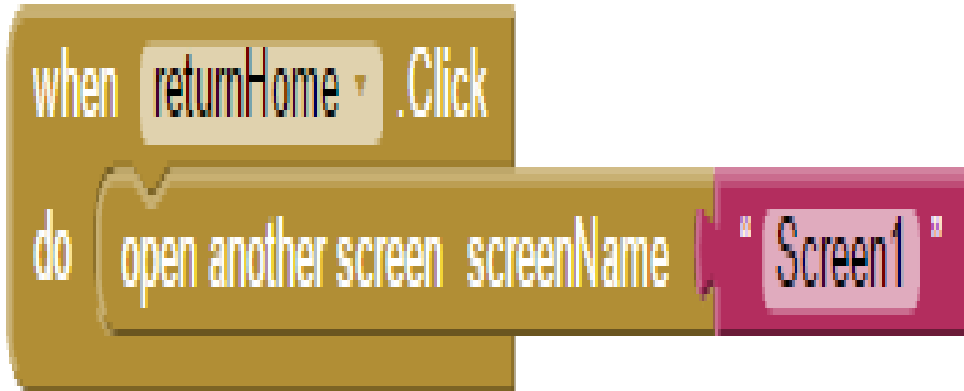 when returnHome .Click
do open another screen screenName “ Screen1 ”